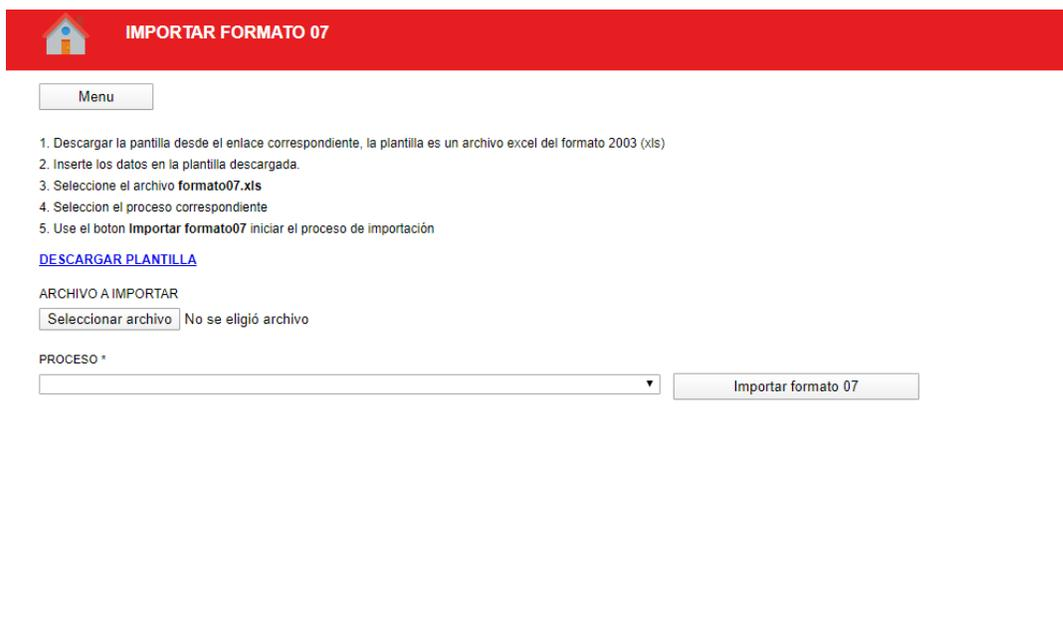 IMPORTAR FORMATO 07
Menu
1. Descargar la pantilla desde el enlace correspondiente, la plantilla es un archivo excel del formato 2003 (xls)
2. Inserte los datos en la plantilla descargada.
3. Seleccione el archivo formato07.xls
4. Seleccion el proceso correspondiente
5. Use el boton Importar formato07 iniciar el proceso de importación
DESCARGAR PLANTILLA
ARCHIVO A IMPORTAR
Seleccionar archivo No se eligió archivo
PROCESO *
Importar formato 07